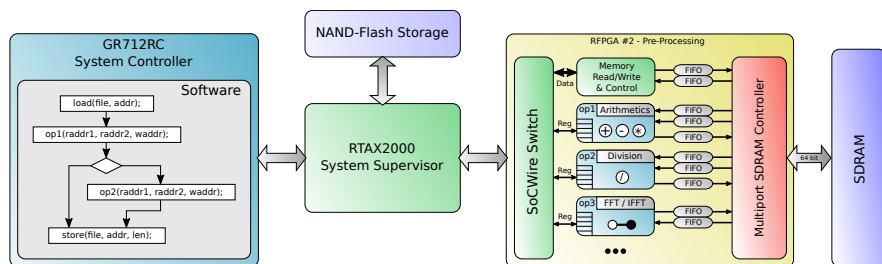 GR712RC
System Controller
Software
load(file, addr);
op1(raddr1, raddr2, waddr);
op2(raddr1, raddr2, waddr);
store(file, addr, len);
NAND-Flash Storage
RTAX2000
System Supervisor
RFPGA #2 - Pre-Processing
SoCWire Switch
Data
Memory
Read/Write
& Control
FIFO
FIFO
Reg
op1
Arithmetics
+ - *
FIFO
FIFO
FIFO
Reg
op2
Division
/
FIFO
FIFO
FIFO
Reg
op3
FFT / IFFT
FIFO
FIFO
Multiport SDRAM Controller
64 bit
SDRAM